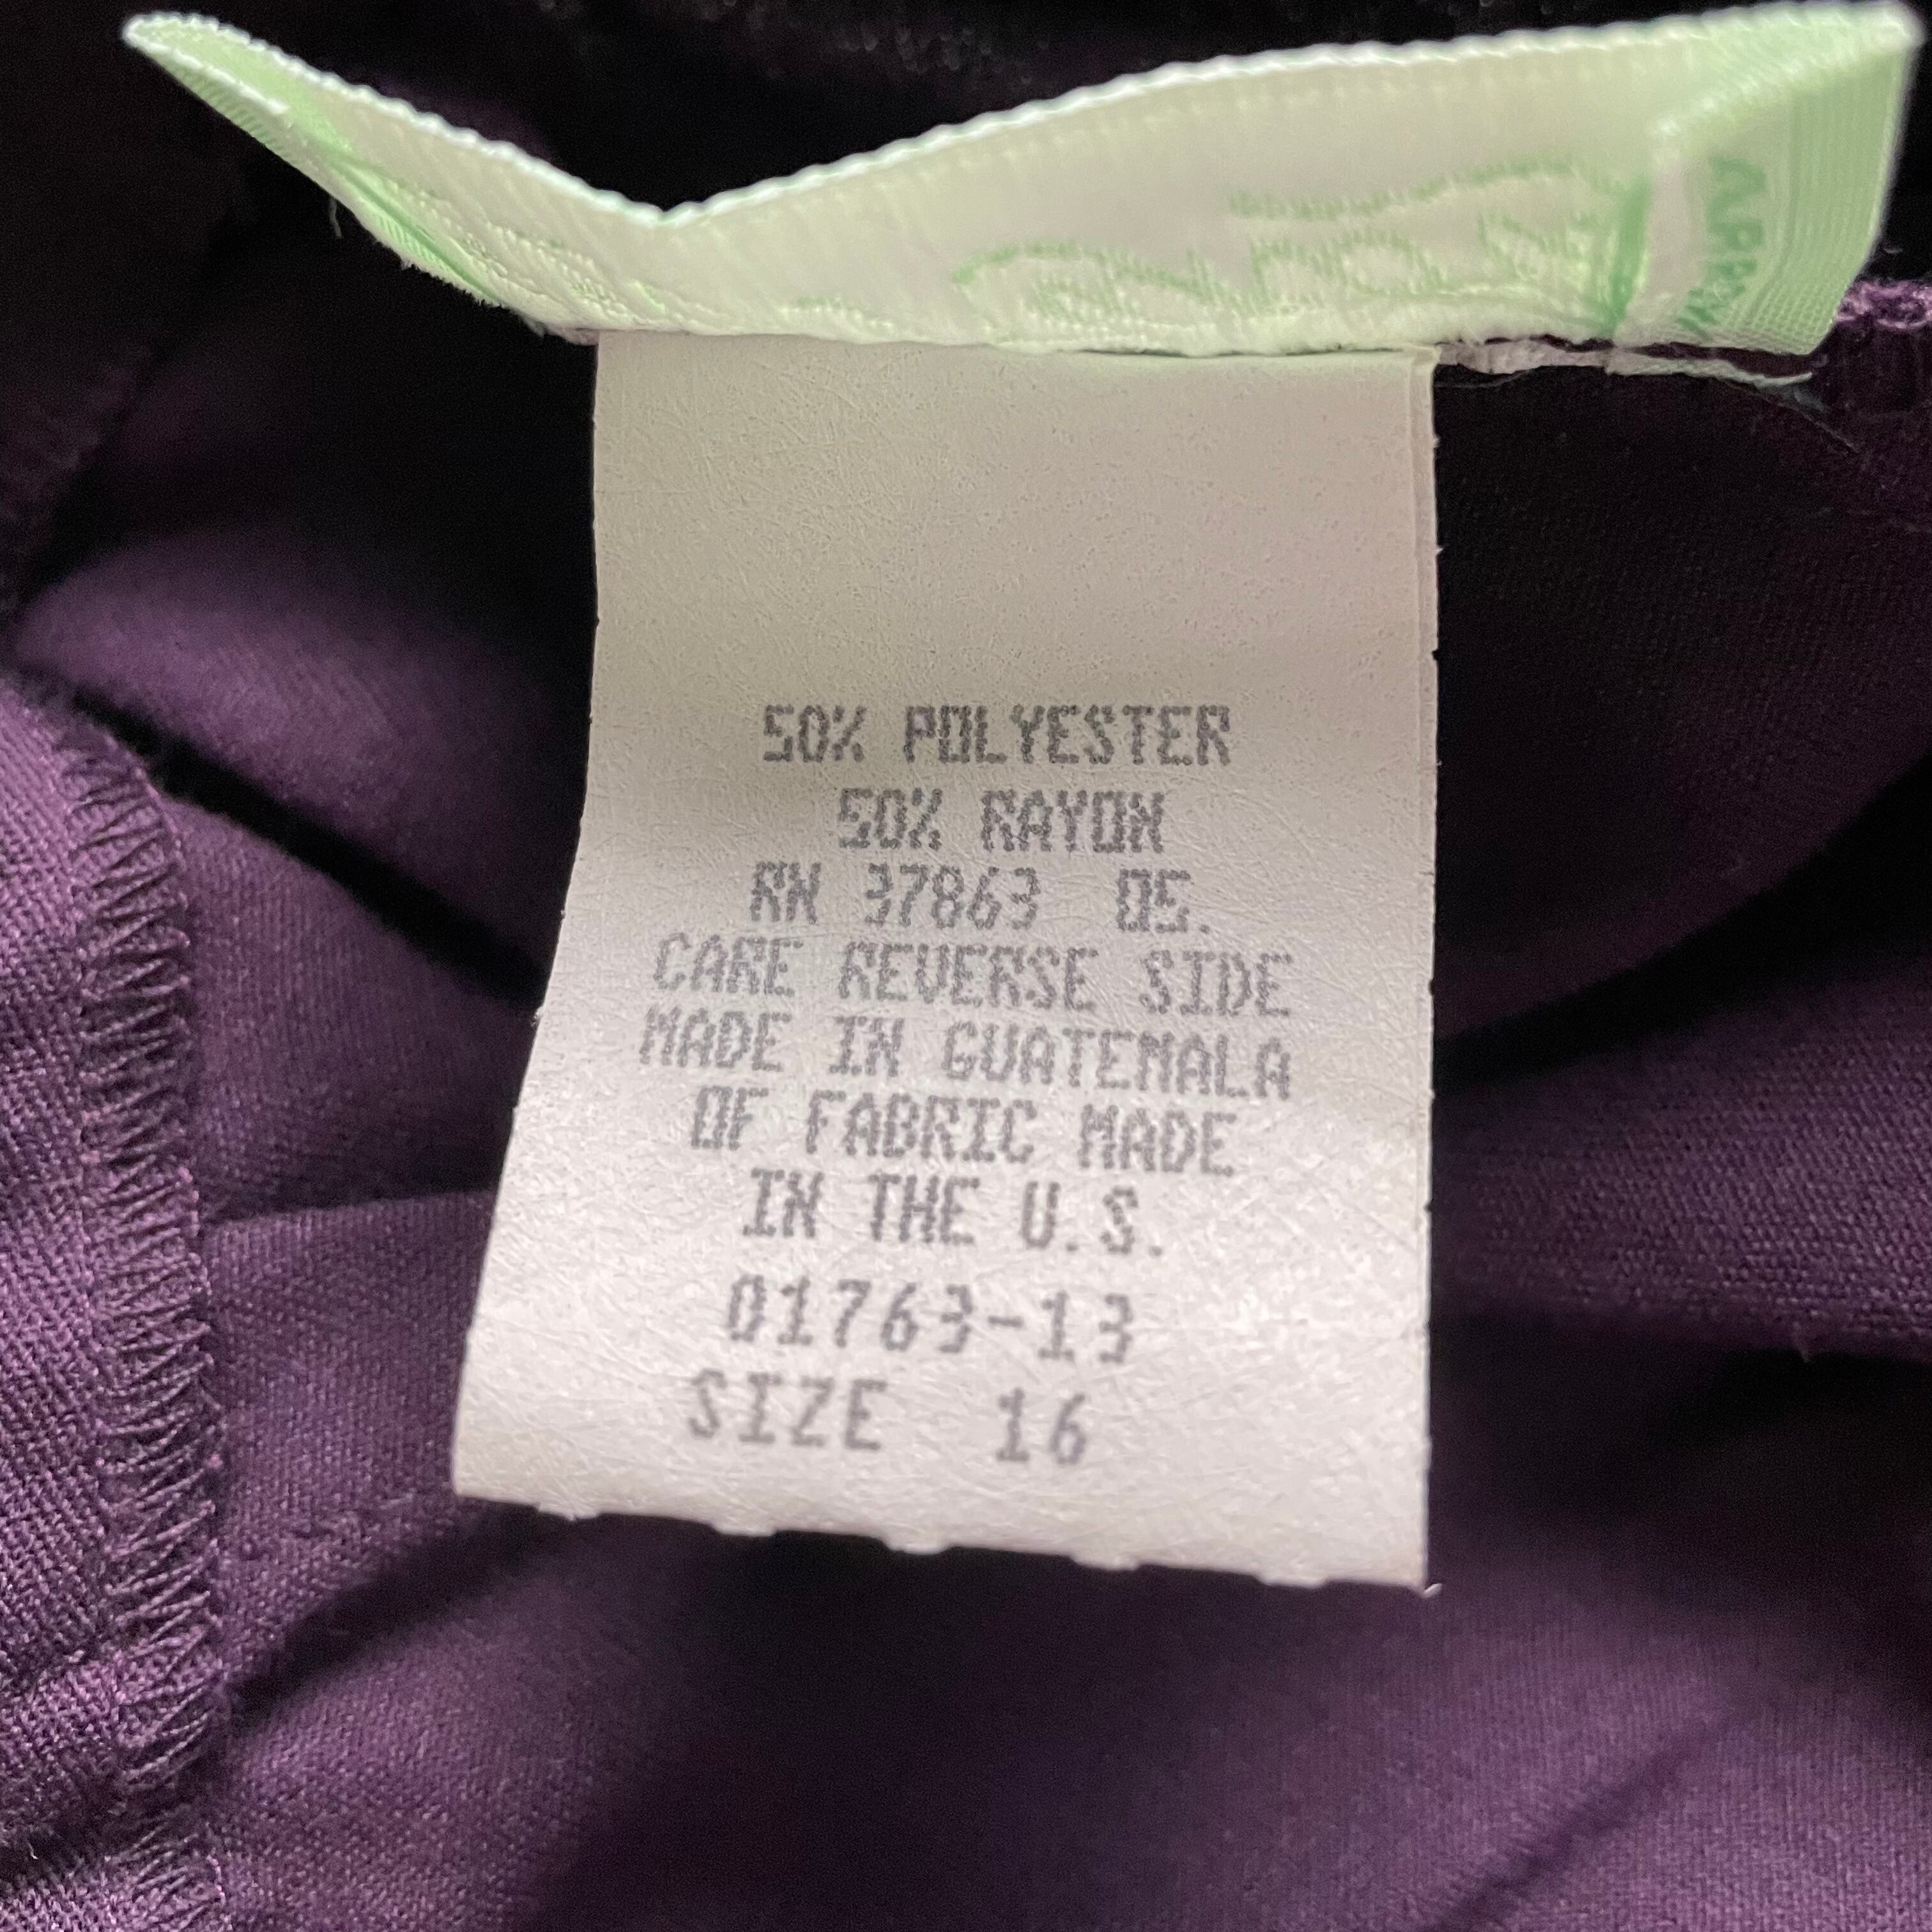 50% POLYESTER
50% RAYON
RN 37863 05.
CARE REVERSE SIDE
MADE IN GUATEMALA
OF FABRIC MADE
IN THE U.S.
01763-13
SIZE 16